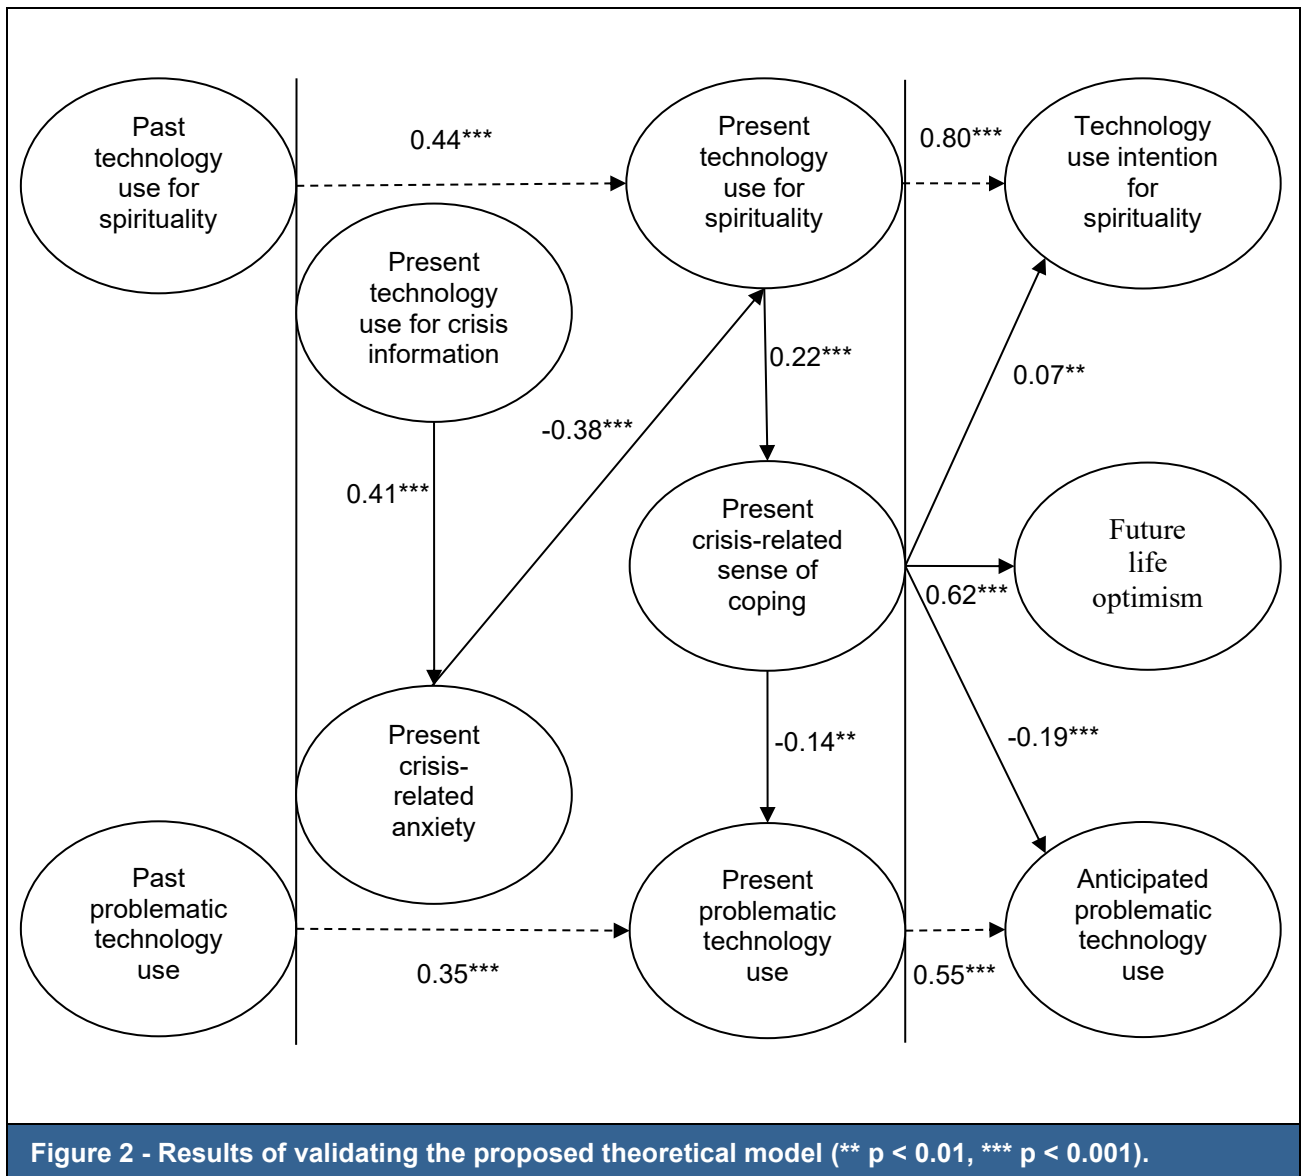 Past
technology
use for
spirituality
0.44***
Present
technology
use for
spirituality
0.80***
Technology
use intention
for
spirituality
Present
technology
use for crisis
information
0.22***
0.07**
-0.38***
0.41***
Present
crisis-related
sense of
coping
Future
life
optimism
0.62***
Present
crisis-
related
anxiety
-0.14**
-0.19***
Past
problematic
technology
use
0.35***
Present
problematic
technology
use
0.55***
Anticipated
problematic
technology
use
Figure 2 - Results of validating the proposed theoretical model (** p < 0.01, *** p < 0.001).